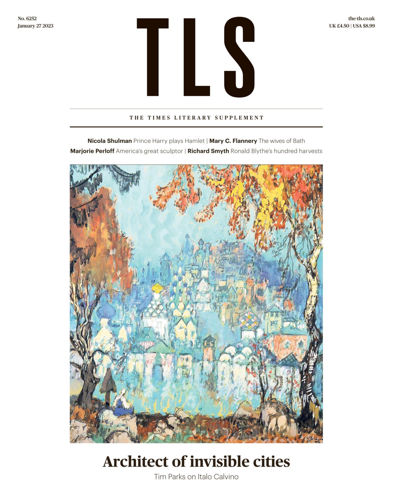 No. 6252
January 27 2023
the-tls.co.uk
UK £4.50 | USA $8.99
TLS
THE TIMES LITERARY SUPPLEMENT
Nicola Shulman Prince Harry plays Hamlet | Mary C. Flannery The wives of Bath
Marjorie Perloff America's great sculptor | Richard Smyth Ronald Blythe's hundred harvests
Architect of invisible cities
Tim Parks on Italo Calvino